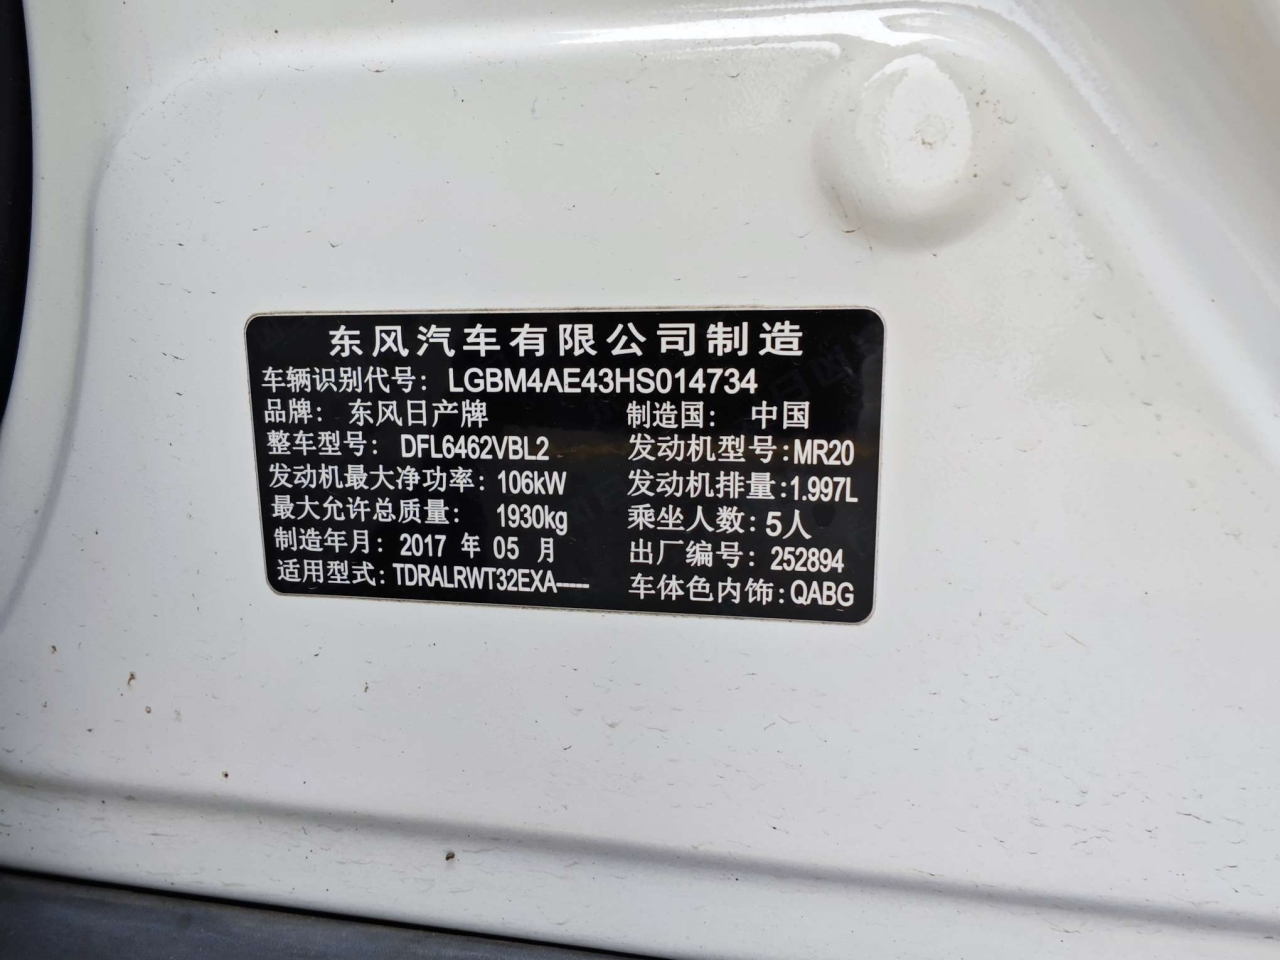 东风汽车有限公司制造
车辆识别代号: LGBM4AE43HS014734
品牌: 东风日产牌 制造国: 中国
整车型号: DFL6462VBL2 发动机型号:MR20
发动机最大净功率: 106kW 发动机排量:1.997L
最大允许总质量: 1930kg 乘坐人数:5人
制造年月: 2017 年 05 月 出厂编号: 252894
适用型式: TDRALRWT32EXA----- 车体色内饰:QABG